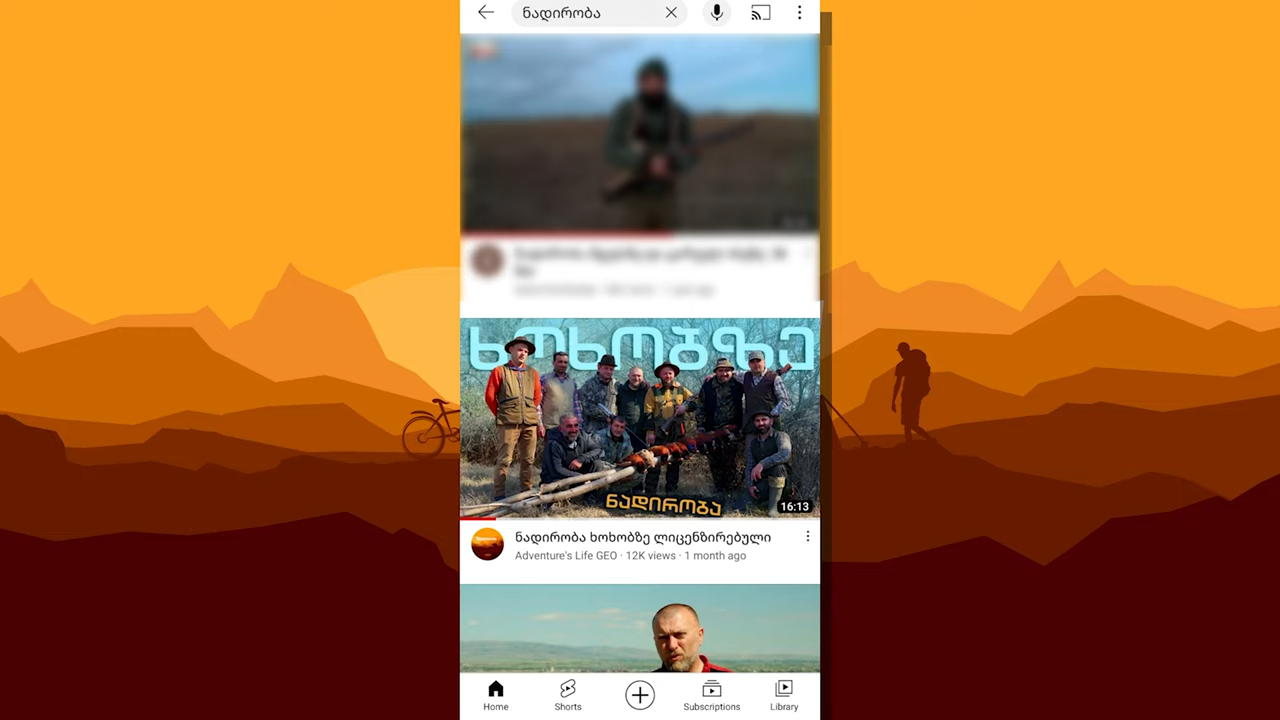 ნადირობა
ხოხობზე
ნადირობა
16:13
ნადირობა ხოხობზე ლიცენზირებული
Adventure's Life GEO · 12K views · 1 month ago
Home
Shorts
Subscriptions
Library